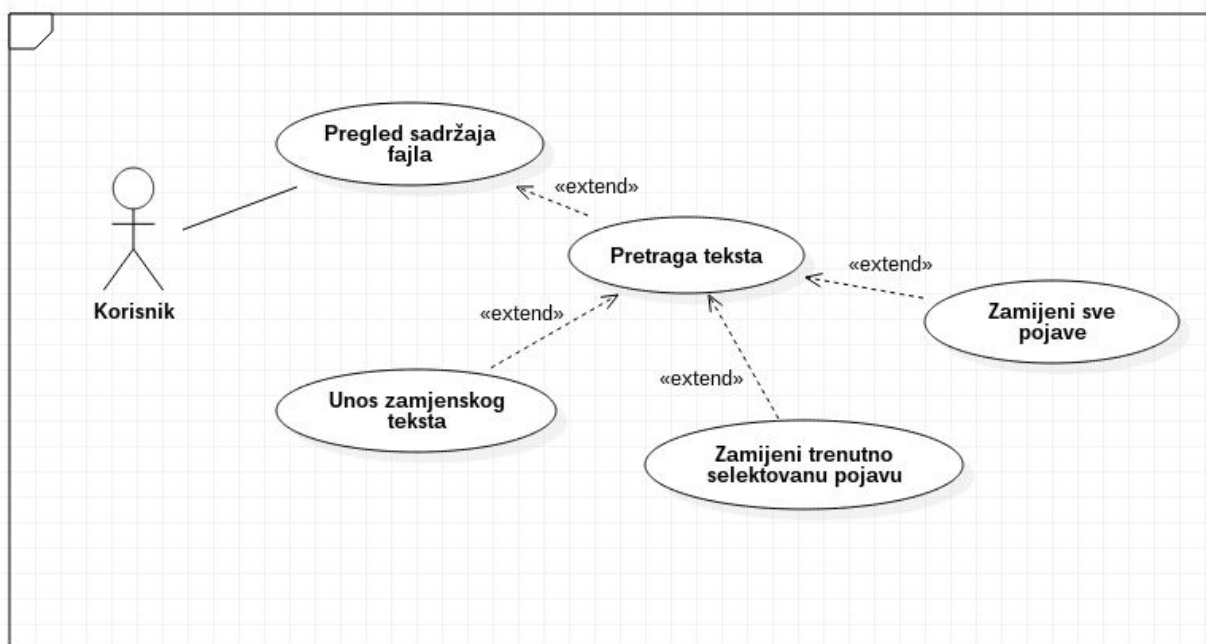 Pregled sadržaja
fajla
«extend»
Pretraga teksta
«extend»
Zamijeni sve
pojave
Korisnik
«extend»
Unos zamjenskog
teksta
«extend»
Zamijeni trenutno
selektovanu pojavu